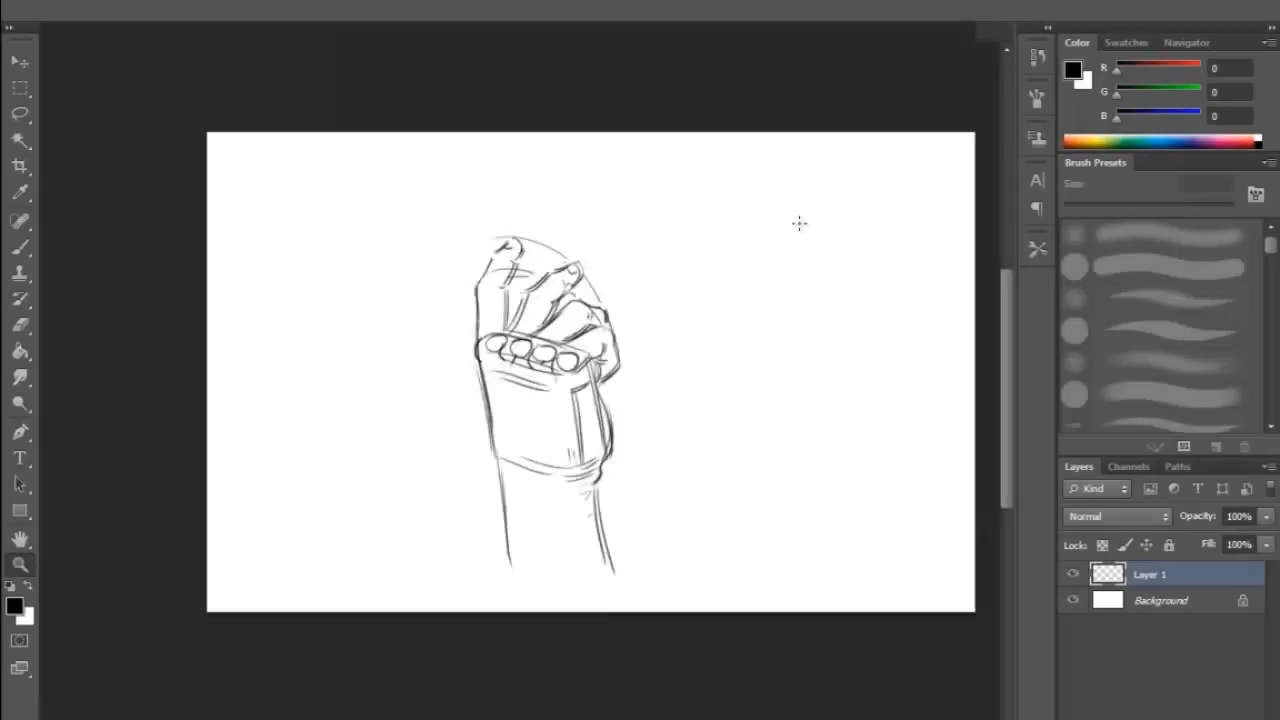 Color Swatches Navigator
R 0
G 0
B 0
Brush Presets
Size:
A
T
Layers Channels Paths
Kind T
Normal Opacity: 100%
Lock: Fill: 100%
Layer 1
Background